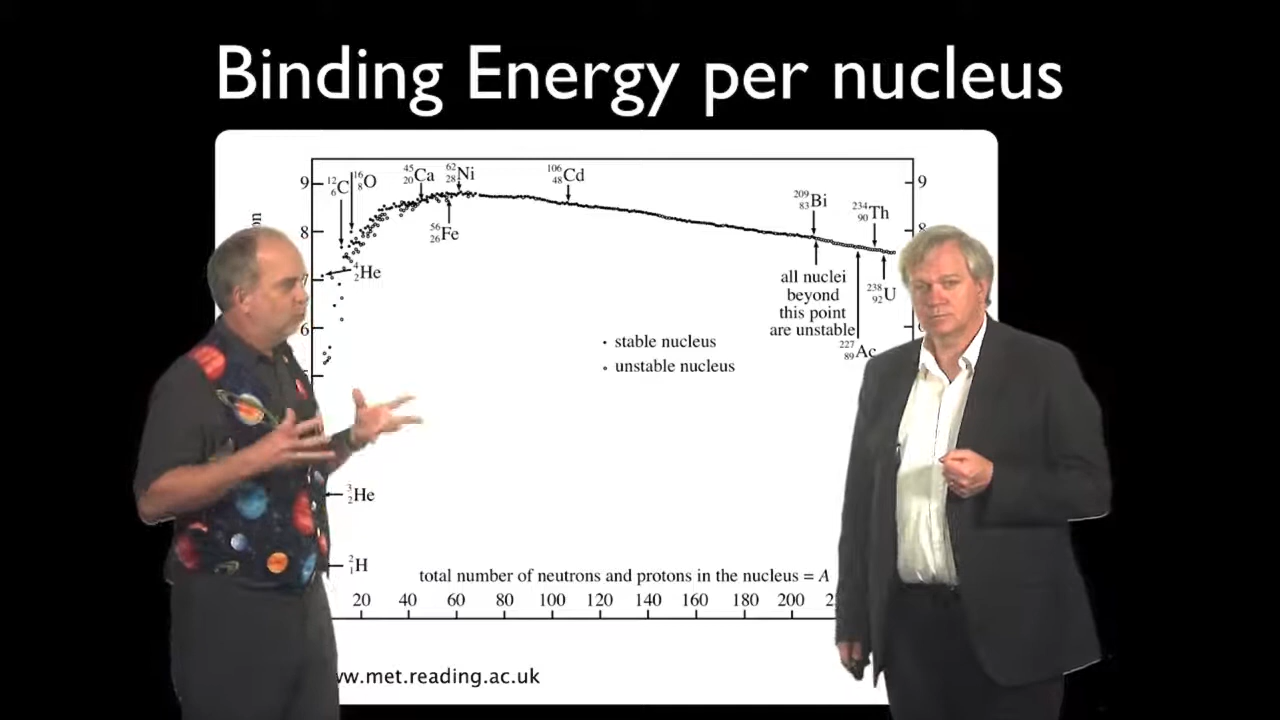 Binding Energy per nucleus
9
12 6 C
16 8 O
45 20 Ca
62 28 Ni
106 48 Cd
9
209 83 Bi
234 90 Th
8
56 26 Fe
8
4 2 He
all nuclei
beyond
this point
are unstable
238 92 U
6
227 89 Ac
• stable nucleus
∘ unstable nucleus
3 2 He
2 1 H
total number of neutrons and protons in the nucleus = A
20 40 60 80 100 120 140 160 180 200
.met.reading.ac.uk